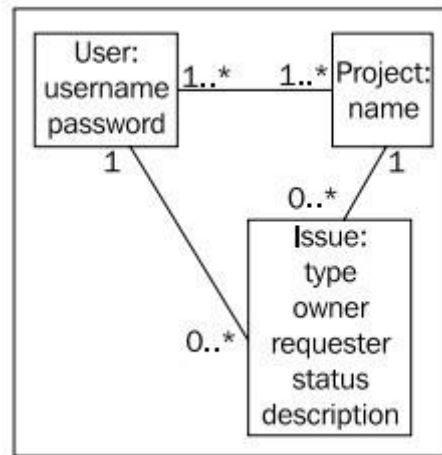 User:
username
password
1..*
1..*
Project:
name
1
1
0..*
0..*
Issue:
type
owner
requester
status
description